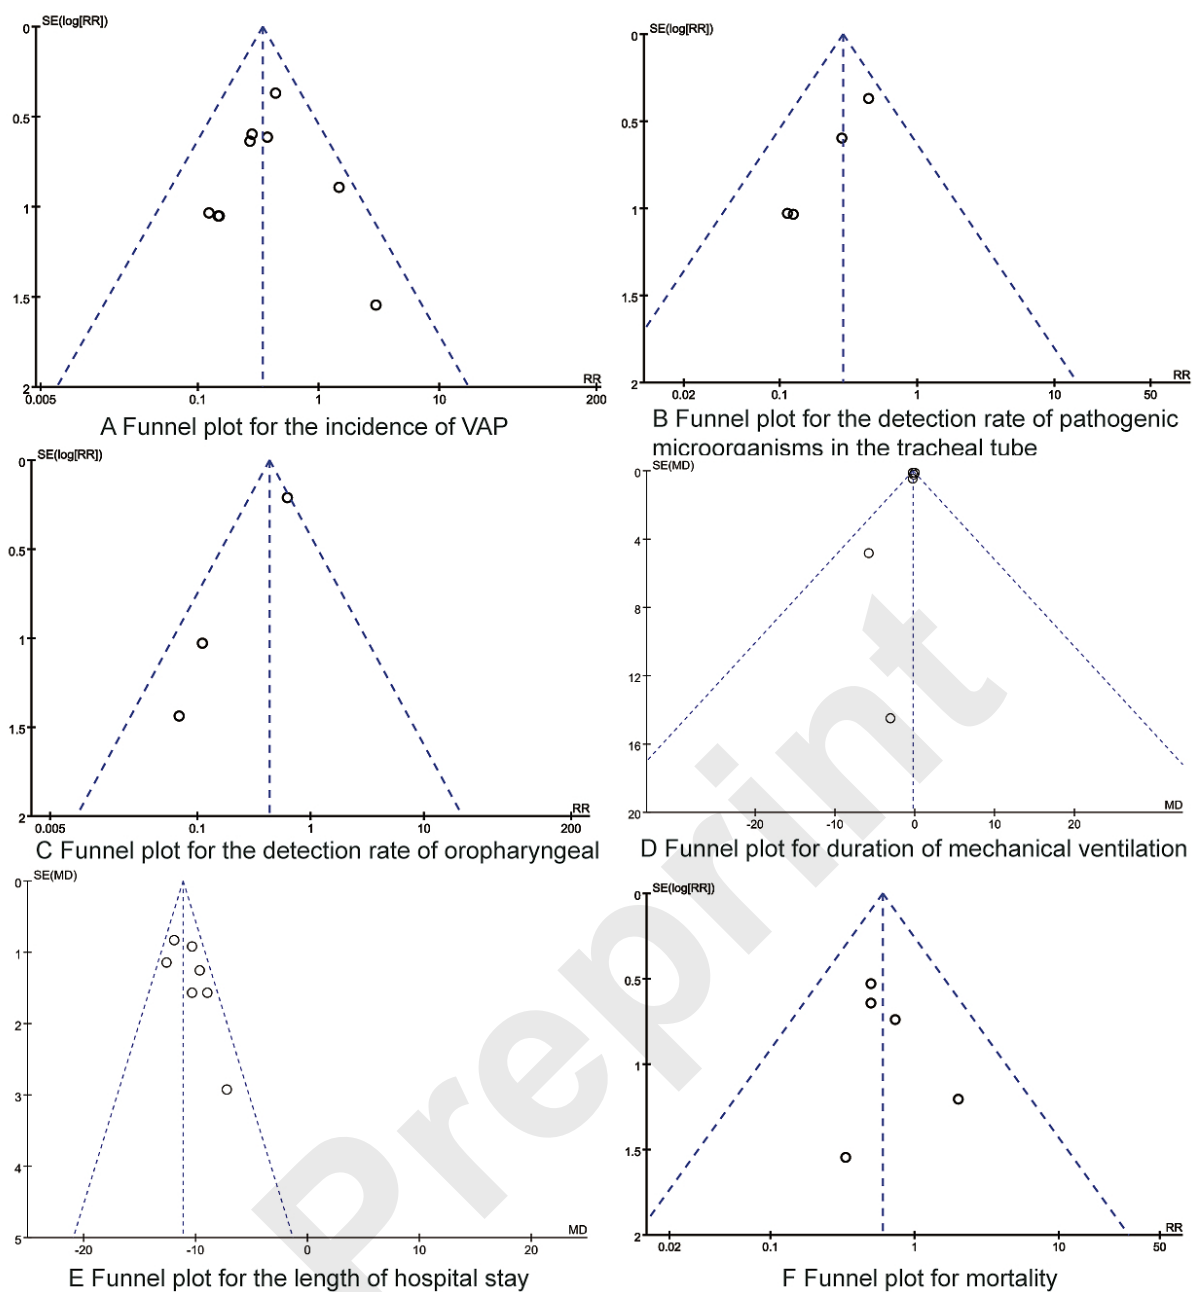 SE(log[RR])
0
0.5
1
1.5
2
0.005 0.1 1 10 200
RR
A Funnel plot for the incidence of VAP
SE(log[RR])
0
0.5
1
1.5
2
0.02 0.1 1 10 50
RR
B Funnel plot for the detection rate of pathogenic
microorganisms in the tracheal tube
SE(log[RR])
0
0.5
1
1.5
2
0.005 0.1 1 10 200
RR
C Funnel plot for the detection rate of oropharyngeal
SE(MD)
0
4
8
12
16
20
-20 -10 0 10 20
MD
D Funnel plot for duration of mechanical ventilation
SE(MD)
0
1
2
3
4
5
-20 -10 0 10 20
MD
E Funnel plot for the length of hospital stay
SE(log[RR])
0
0.5
1
1.5
2
0.02 0.1 1 10 50
RR
F Funnel plot for mortality
Preprint